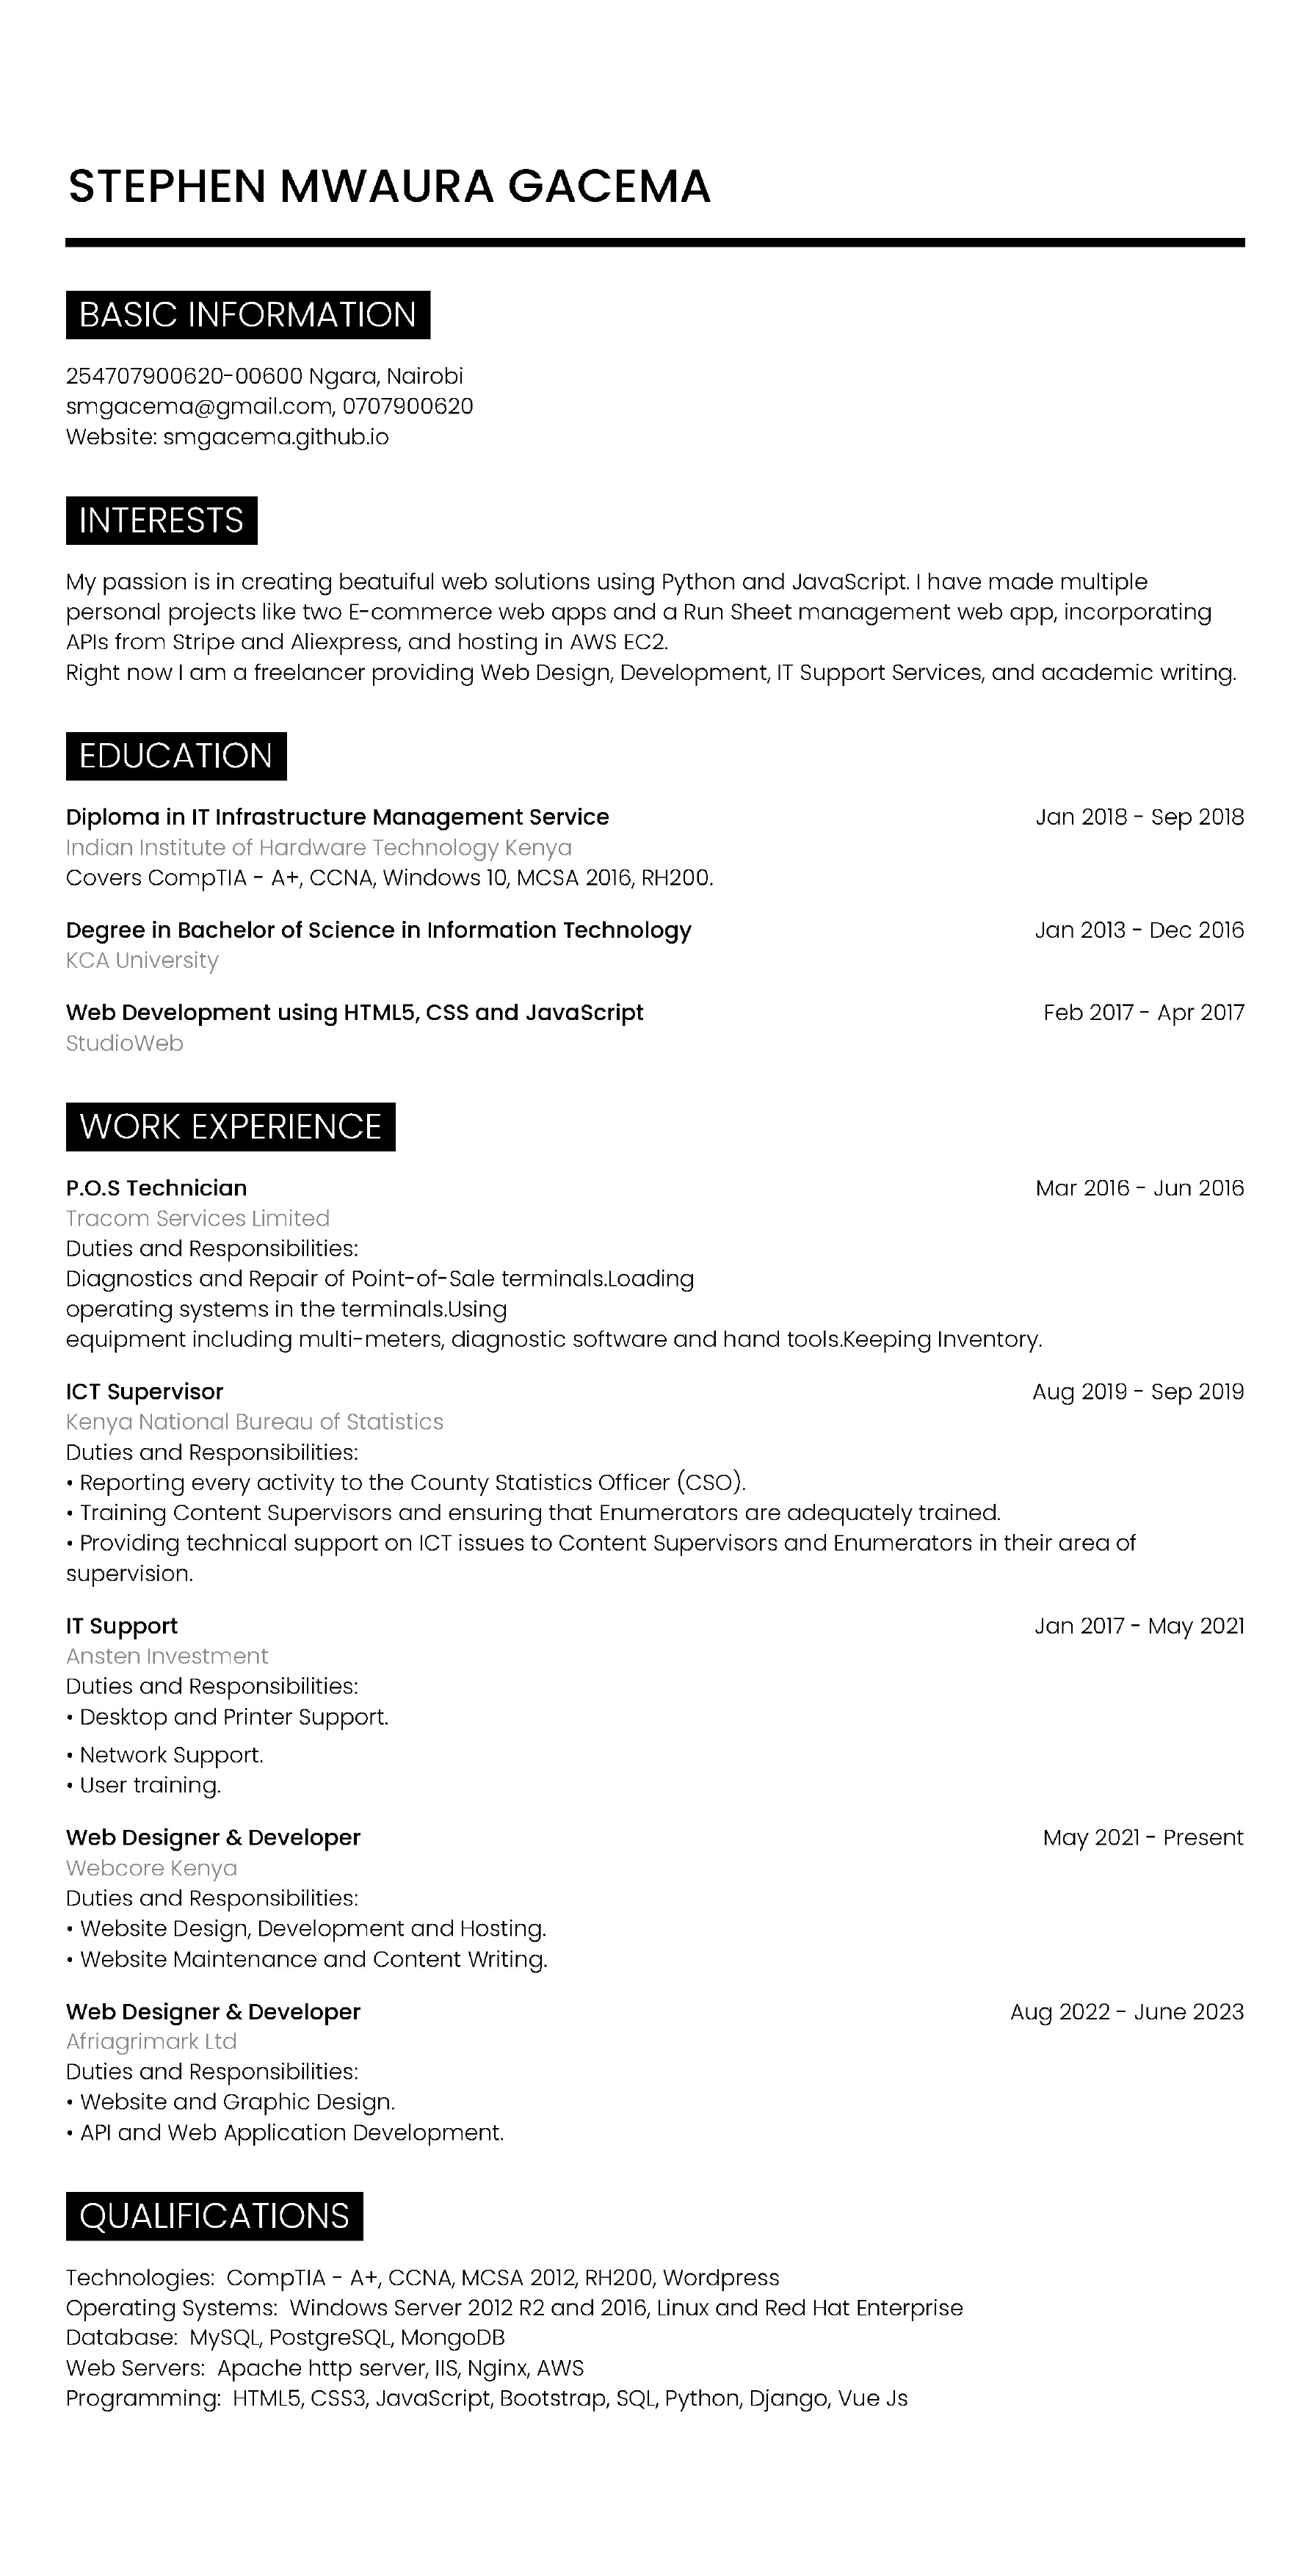 STEPHEN MWAURA GACEMA
BASIC INFORMATION
254707900620-00600 Ngara, Nairobi
smgacema@gmail.com, 0707900620
Website: smgacema.github.io
INTERESTS
My passion is in creating beatuiful web solutions using Python and JavaScript. I have made multiple
personal projects like two E-commerce web apps and a Run Sheet management web app, incorporating
APIs from Stripe and Aliexpress, and hosting in AWS EC2.
Right now I am a freelancer providing Web Design, Development, IT Support Services, and academic writing.
EDUCATION
Diploma in IT Infrastructure Management Service Jan 2018 - Sep 2018
Indian Institute of Hardware Technology Kenya
Covers CompTIA - A+, CCNA, Windows 10, MCSA 2016, RH200.
Degree in Bachelor of Science in Information Technology Jan 2013 - Dec 2016
KCA University
Web Development using HTML5, CSS and JavaScript Feb 2017 - Apr 2017
StudioWeb
WORK EXPERIENCE
P.O.S Technician Mar 2016 - Jun 2016
Tracom Services Limited
Duties and Responsibilities:
Diagnostics and Repair of Point-of-Sale terminals.Loading
operating systems in the terminals.Using
equipment including multi-meters, diagnostic software and hand tools.Keeping Inventory.
ICT Supervisor Aug 2019 - Sep 2019
Kenya National Bureau of Statistics
Duties and Responsibilities:
• Reporting every activity to the County Statistics Officer (CSO).
• Training Content Supervisors and ensuring that Enumerators are adequately trained.
• Providing technical support on ICT issues to Content Supervisors and Enumerators in their area of
supervision.
IT Support Jan 2017 - May 2021
Ansten Investment
Duties and Responsibilities:
• Desktop and Printer Support.
• Network Support.
• User training.
Web Designer & Developer May 2021 - Present
Webcore Kenya
Duties and Responsibilities:
• Website Design, Development and Hosting.
• Website Maintenance and Content Writing.
Web Designer & Developer Aug 2022 - June 2023
Afriagrimark Ltd
Duties and Responsibilities:
• Website and Graphic Design.
• API and Web Application Development.
QUALIFICATIONS
Technologies: CompTIA - A+, CCNA, MCSA 2012, RH200, Wordpress
Operating Systems: Windows Server 2012 R2 and 2016, Linux and Red Hat Enterprise
Database: MySQL, PostgreSQL, MongoDB
Web Servers: Apache http server, IIS, Nginx, AWS
Programming: HTML5, CSS3, JavaScript, Bootstrap, SQL, Python, Django, Vue Js